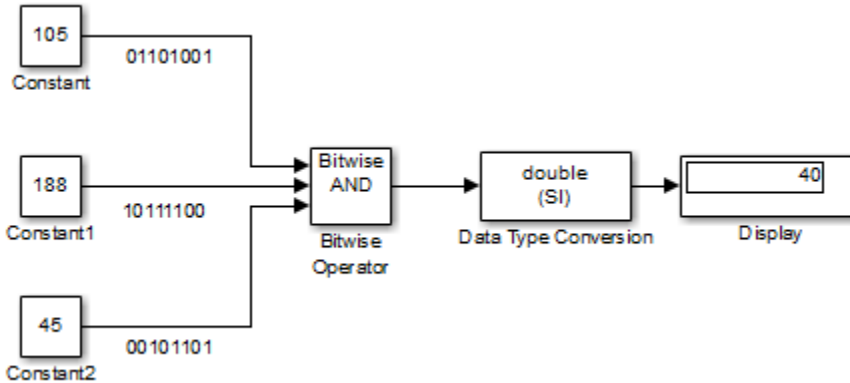 105
01101001
Constant
188
10111100
Constant1
45
00101101
Constant2
Bitwise
AND
Bitwise
Operator
double
(SI)
Data Type Conversion
40
Display